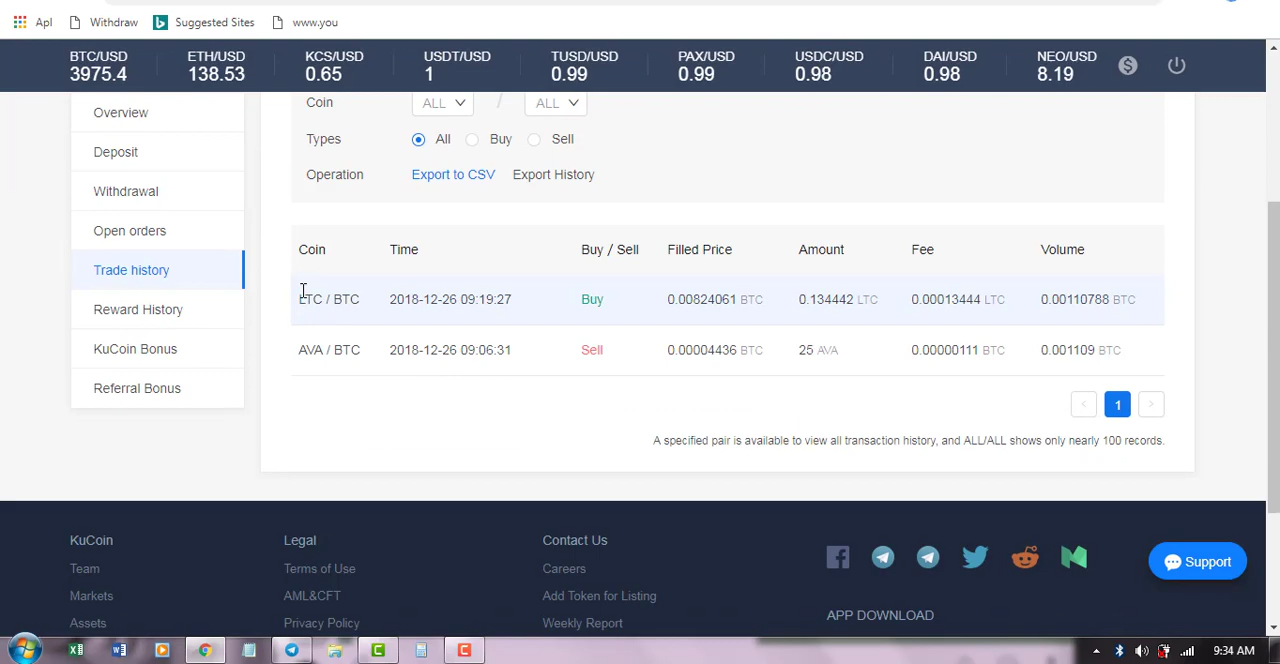 Apl Withdraw Suggested Sites www.you
BTC/USD ETH/USD KCS/USD USDT/USD TUSD/USD PAX/USD USDC/USD DAI/USD NEO/USD
3975.4 138.53 0.65 1 0.99 0.99 0.98 0.98 8.19
Overview
Deposit
Withdrawal
Open orders
Trade history
Reward History
KuCoin Bonus
Referral Bonus
Coin ALL / ALL
Types All Buy Sell
Operation Export to CSV Export History
Coin Time Buy / Sell Filled Price Amount Fee Volume
LTC / BTC 2018-12-26 09:19:27 Buy 0.00824061 BTC 0.134442 LTC 0.00013444 LTC 0.00110788 BTC
AVA / BTC 2018-12-26 09:06:31 Sell 0.00004436 BTC 25 AVA 0.00000111 BTC 0.001109 BTC
< 1 >
A specified pair is available to view all transaction history, and ALL/ALL shows only nearly 100 records.
KuCoin Legal Contact Us
Team Terms of Use Careers
Markets AML&CFT Add Token for Listing
Assets Privacy Policy Weekly Report
APP DOWNLOAD
Support
9:34 AM